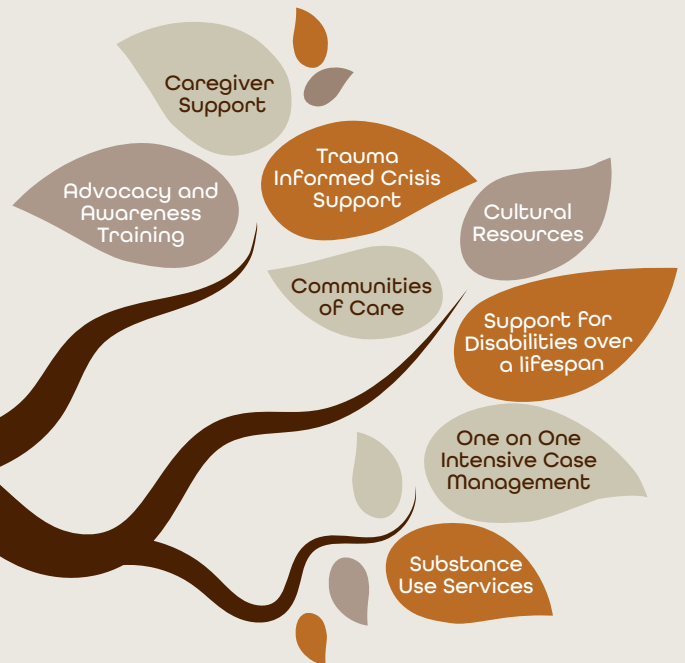 Caregiver
Support
Trauma
Informed Crisis
Support
Advocacy and
Awareness
Training
Cultural
Resources
Communities
of Care
Support for
Disabilities over
a lifespan
One on One
Intensive Case
Management
Substance
Use Services